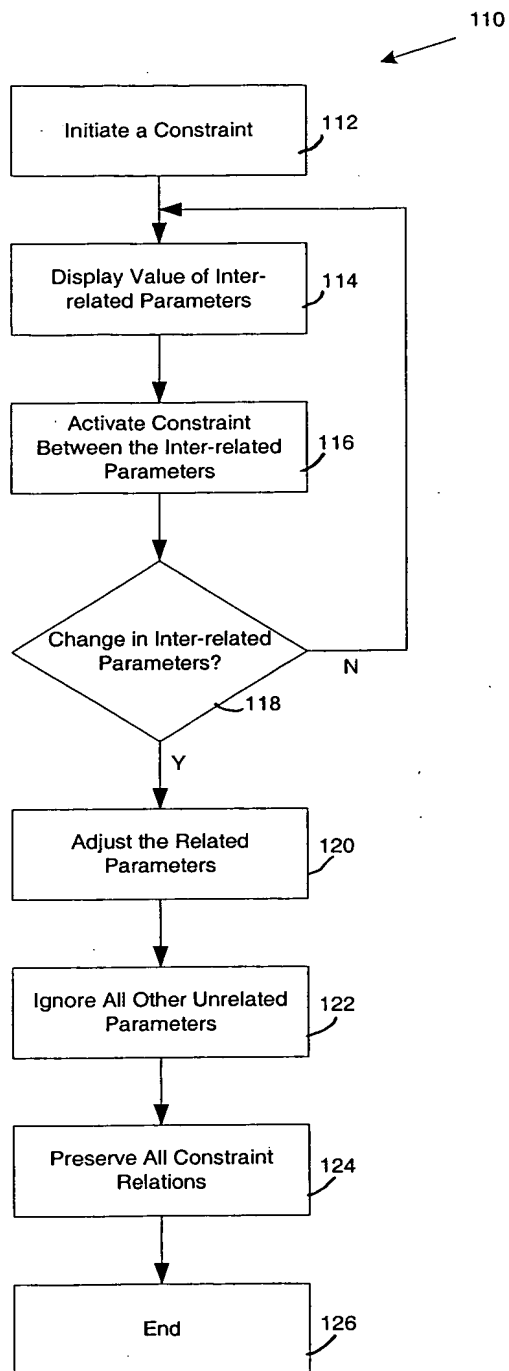 110
Initiate a Constraint
112
Display Value of Inter-
related Parameters
114
Activate Constraint
Between the Inter-related
Parameters
116
Change in Inter-related
Parameters?
118
N
Y
Adjust the Related
Parameters
120
Ignore All Other Unrelated
Parameters
122
Preserve All Constraint
Relations
124
End
126